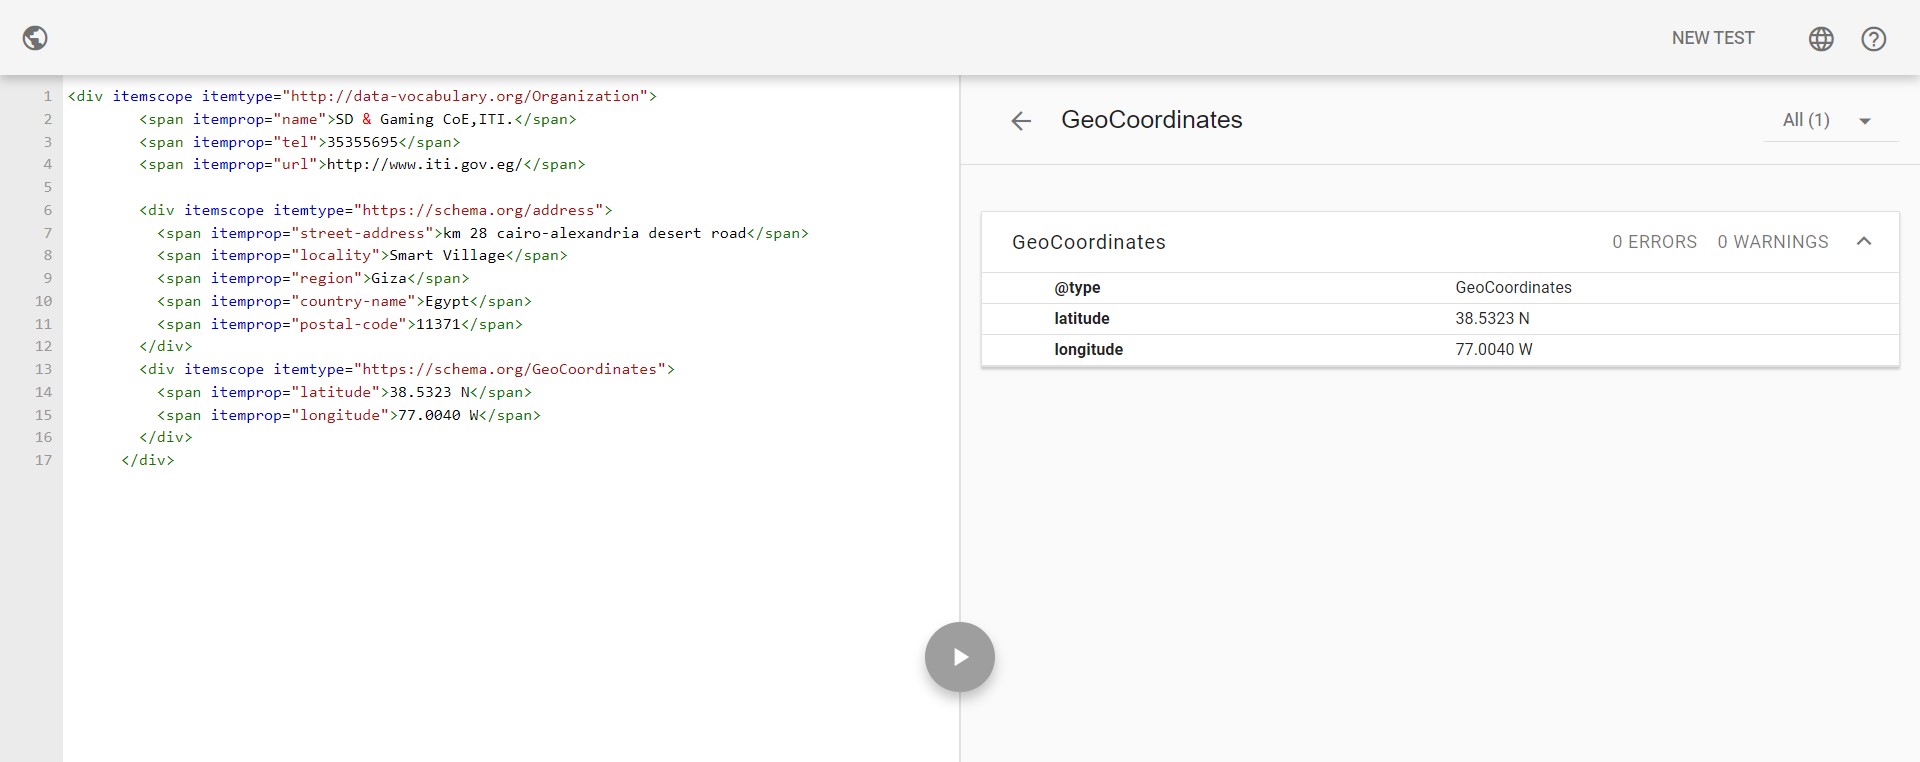 NEW TEST
1 <div itemscope itemtype="http://data-vocabulary.org/Organization">
2 <span itemprop="name">SD & Gaming CoE,ITI.</span>
3 <span itemprop="tel">35355695</span>
4 <span itemprop="url">http://www.iti.gov.eg/</span>
5
6 <div itemscope itemtype="https://schema.org/address">
7 <span itemprop="street-address">km 28 cairo-alexandria desert road</span>
8 <span itemprop="locality">Smart Village</span>
9 <span itemprop="region">Giza</span>
10 <span itemprop="country-name">Egypt</span>
11 <span itemprop="postal-code">11371</span>
12 </div>
13 <div itemscope itemtype="https://schema.org/GeoCoordinates">
14 <span itemprop="latitude">38.5323 N</span>
15 <span itemprop="longitude">77.0040 W</span>
16 </div>
17 </div>
GeoCoordinates All (1)
GeoCoordinates 0 ERRORS 0 WARNINGS
@type GeoCoordinates
latitude 38.5323 N
longitude 77.0040 W